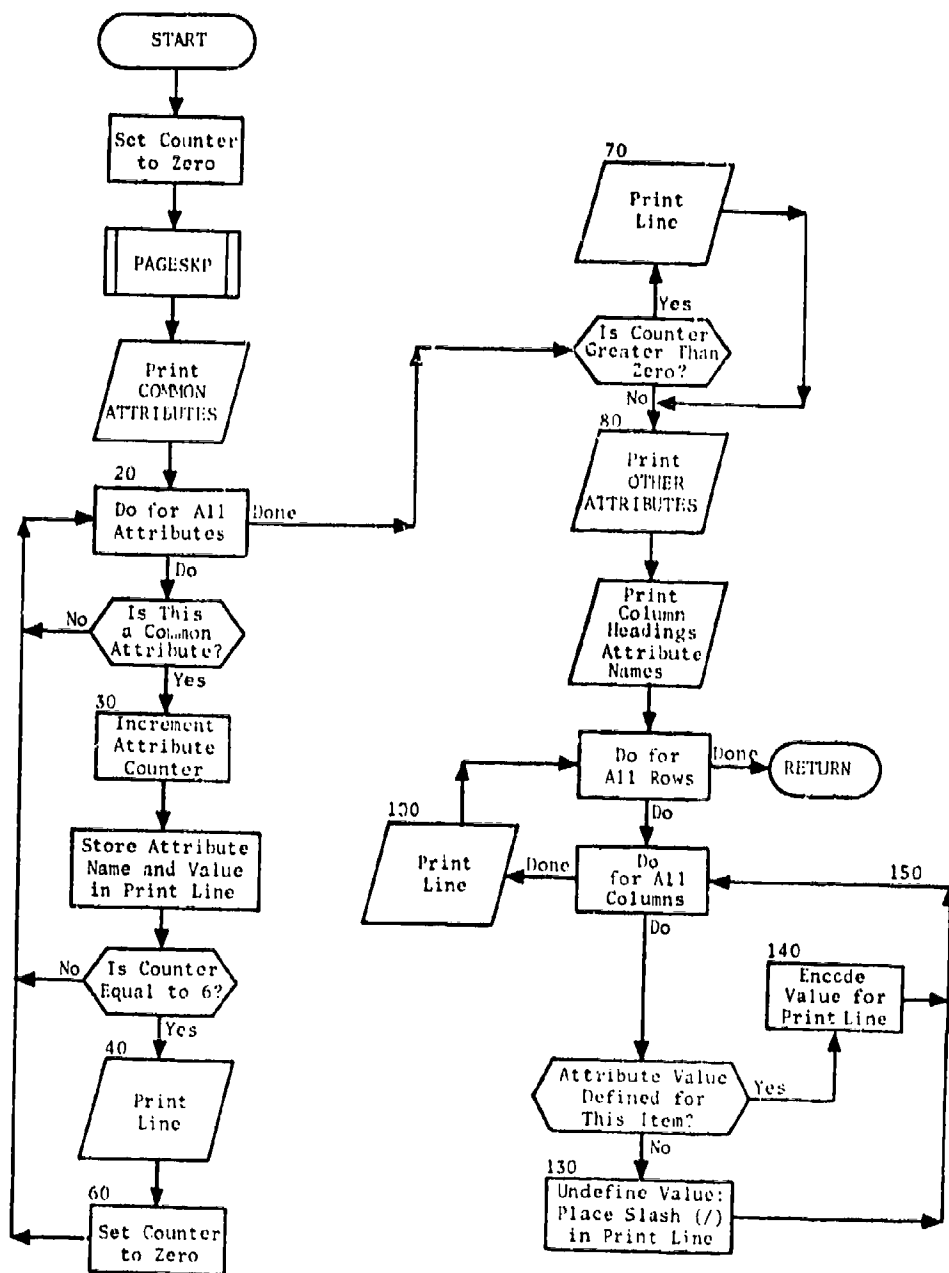 START
Set Counter
to Zero
PAGESKP
Print
COMMON
ATTRIBUTES
20
Do for All
Attributes
Done
Do
Is This
a Common
Attribute?
No
Yes
30
Increment
Attribute
Counter
Store Attribute
Name and Value
in Print Line
Is Counter
Equal to 6?
No
Yes
40
Print
Line
60
Set Counter
to Zero
70
Print
Line
Yes
Is Counter
Greater Than
Zero?
No
80
Print
OTHER
ATTRIBUTES
Print
Column
Headings
Attribute
Names
Do for
All Rows
Done
RETURN
Do
100
Print
Line
Done
Do
for All
Columns
150
Do
140
Encode
Value for
Print Line
Attribute Value
Defined for
This Item?
Yes
No
130
Undefine Value:
Place Slash (/)
in Print Line